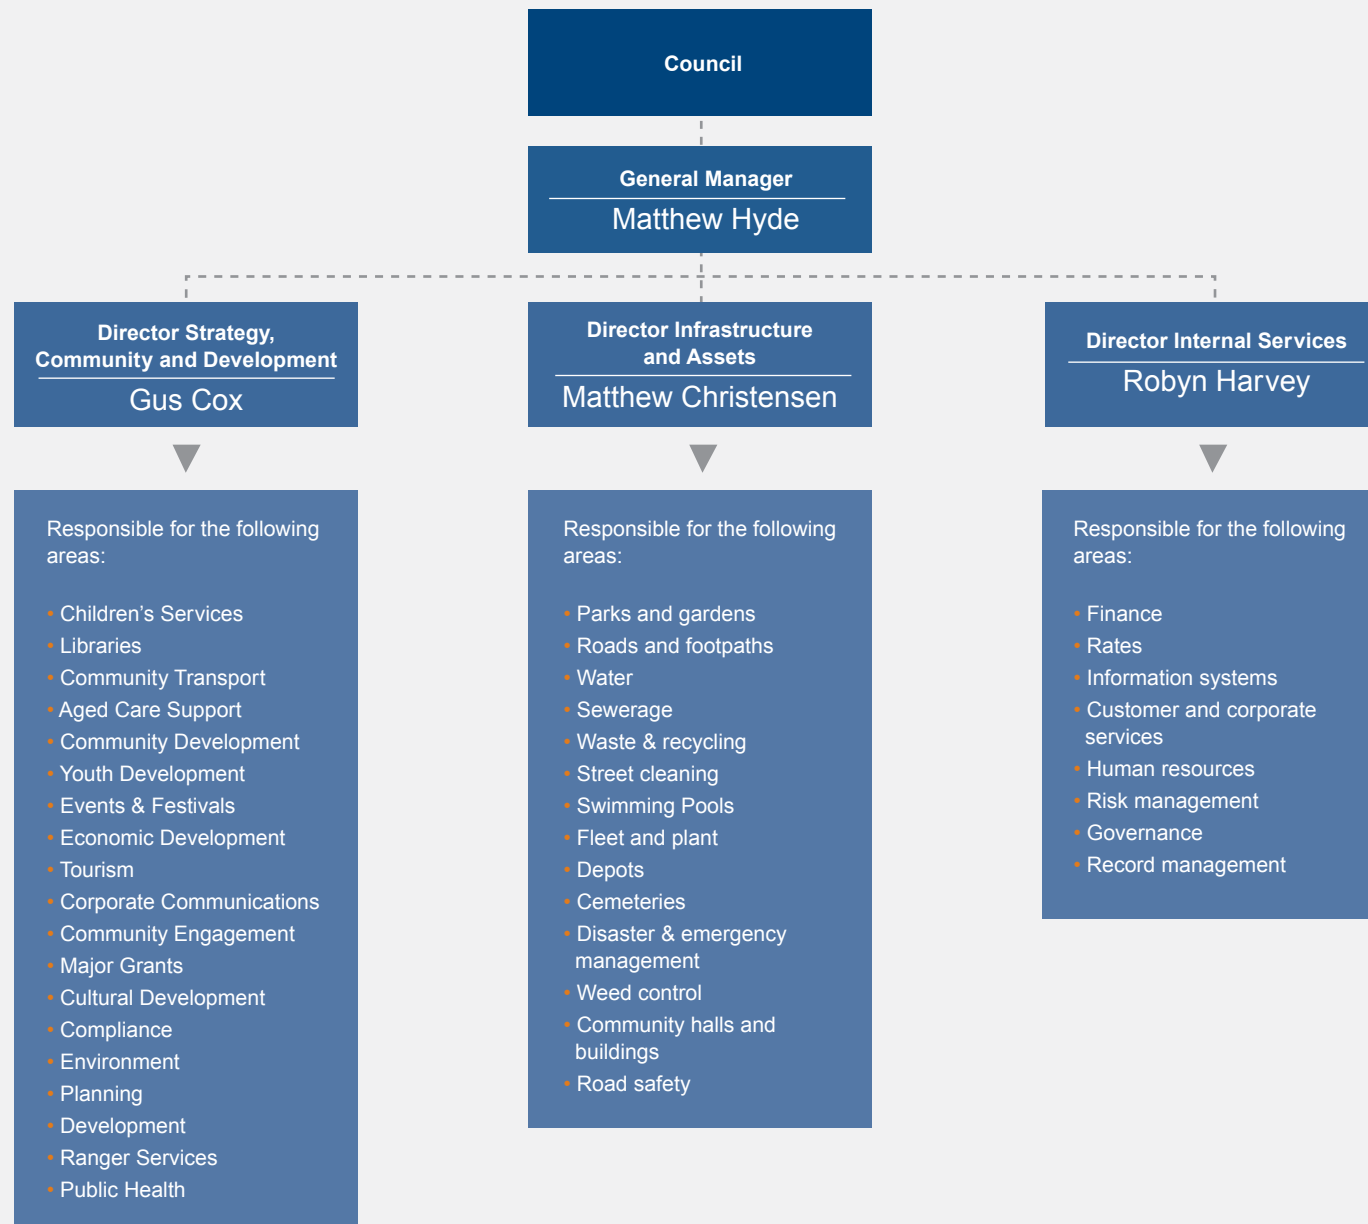 Council
General Manager
Matthew Hyde
Director Strategy,
Community and Development
Gus Cox
Director Infrastructure
and Assets
Matthew Christensen
Director Internal Services
Robyn Harvey
Responsible for the following
areas:
• Children’s Services
• Libraries
• Community Transport
• Aged Care Support
• Community Development
• Youth Development
• Events & Festivals
• Economic Development
• Tourism
• Corporate Communications
• Community Engagement
• Major Grants
• Cultural Development
• Compliance
• Environment
• Planning
• Development
• Ranger Services
• Public Health
Responsible for the following
areas:
• Parks and gardens
• Roads and footpaths
• Water
• Sewerage
• Waste & recycling
• Street cleaning
• Swimming Pools
• Fleet and plant
• Depots
• Cemeteries
• Disaster & emergency
management
• Weed control
• Community halls and
buildings
• Road safety
Responsible for the following
areas:
• Finance
• Rates
• Information systems
• Customer and corporate
services
• Human resources
• Risk management
• Governance
• Record management